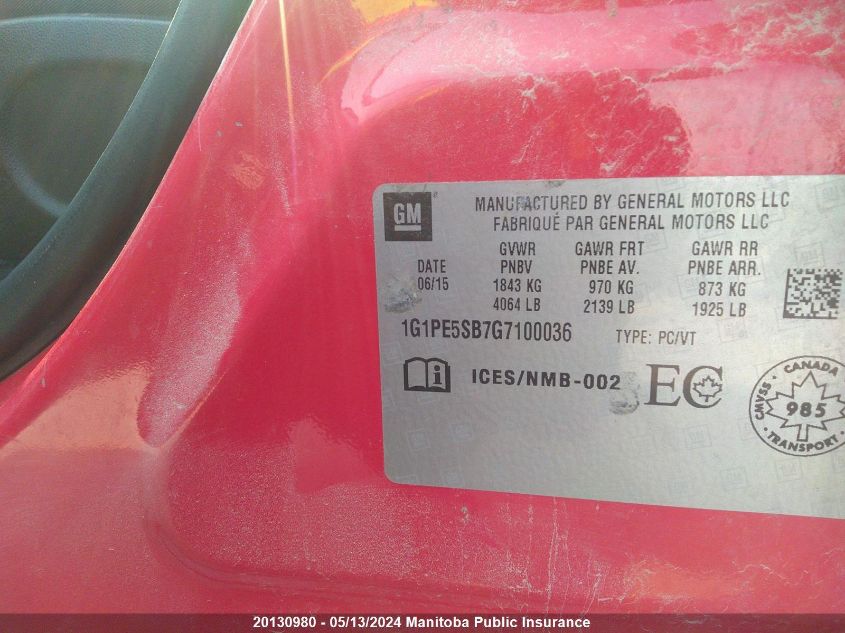 GM
MANUFACTURED BY GENERAL MOTORS LLC
FABRIQUÉ PAR GENERAL MOTORS LLC
GVWR GAWR FRT GAWR RR
DATE PNBV PNBE AV. PNBE ARR.
06/15 1843 KG 970 KG 873 KG
4064 LB 2139 LB 1925 LB
1G1PE5SB7G7100036 TYPE: PC/VT
i ICES/NMB-002 EC
CMVSS · CANADA
985
TRANSPORT
20130980 - 05/13/2024 Manitoba Public Insurance